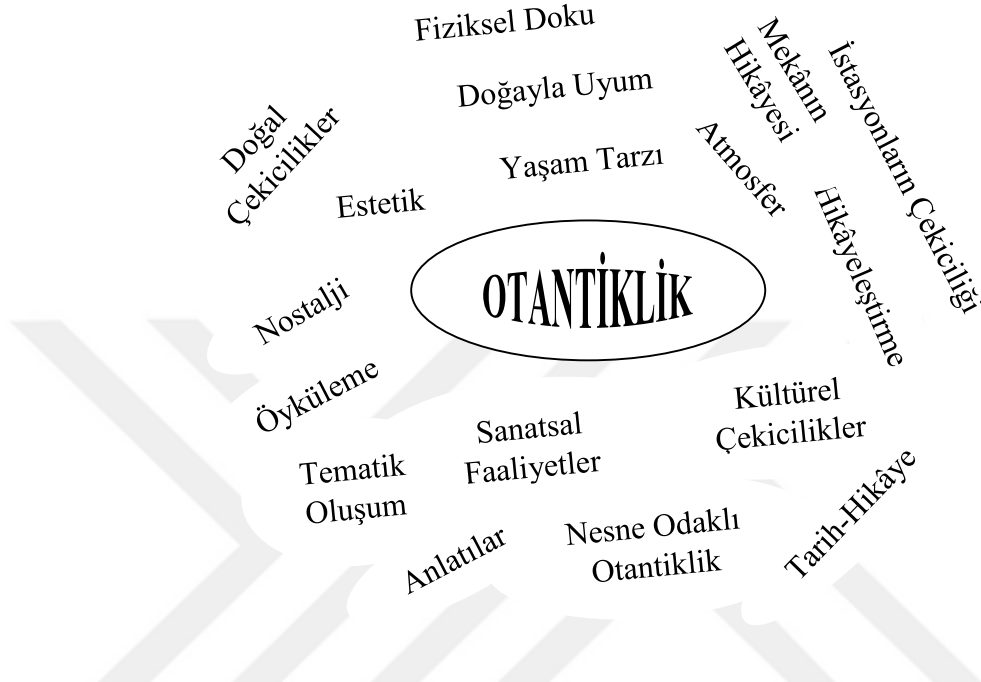 Fiziksel Doku
Mekânın
Hikâyesi
İstasyonların Çekiciliği
Doğayla Uyum
Doğal
Çekicilikler
Yaşam Tarzı
Atmosfer
Estetik
Hikâyeleştirme
OTANTİKLİK
Nostalji
Öyküleme
Kültürel
Çekicilikler
Sanatsal
Faaliyetler
Tematik
Oluşum
Tarih-Hikâye
Anlatılar
Nesne Odaklı
Otantiklik